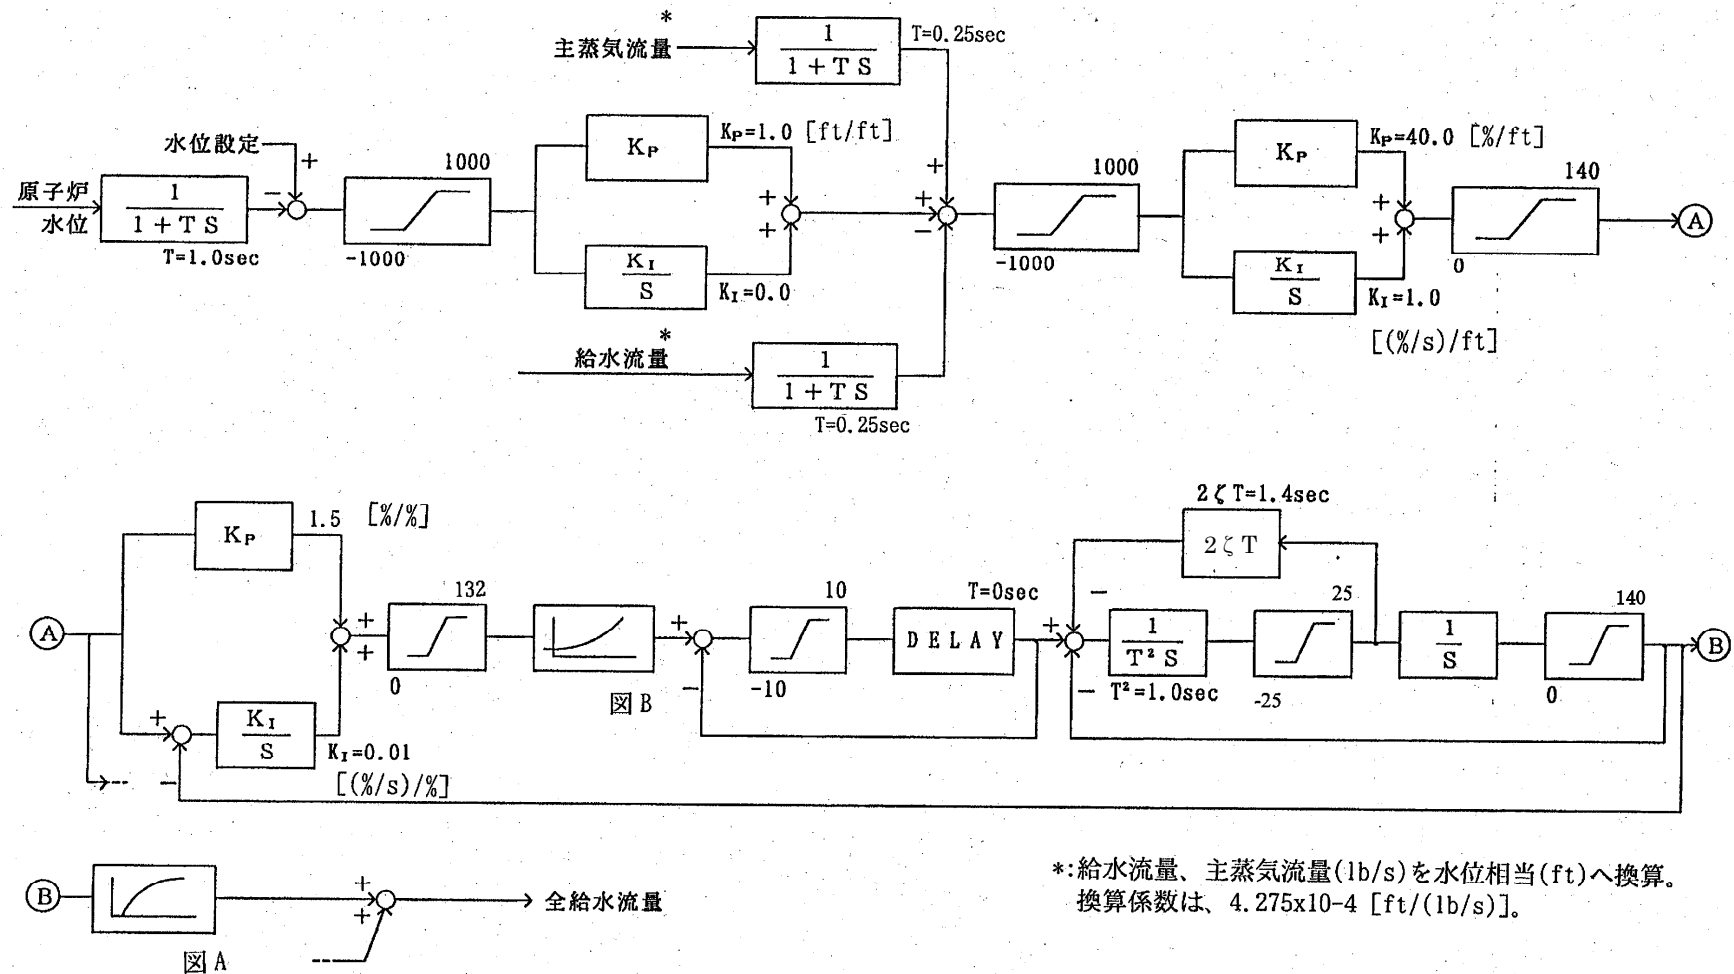 *
主蒸気流量
1
1 + T S
T=0.25sec
水位設定
+
原子炉
水位
1
1 + T S
T=1.0sec
−
1000
-1000
KP
KP=1.0 [ft/ft]
KI
S
KI=0.0
+
+
+
+
−
*
給水流量
1
1 + T S
T=0.25sec
1000
-1000
KP
KP=40.0 [%/ft]
KI
S
KI=1.0
[(%/s)/ft]
+
+
140
0
A
A
KP
1.5 [%/%]
+
−
KI
S
KI=0.01
[(%/s)/%]
+
+
132
0
図B
+
−
10
-10
T=0sec
DELAY
+
−
−
2ζT=1.4sec
2ζT
1
T² S
T²=1.0sec
25
-25
1
S
140
0
B
B
図A
+
+
全給水流量
*:給水流量、主蒸気流量(lb/s)を水位相当(ft)へ換算。
換算係数は、4.275x10-4 [ft/(lb/s)]。